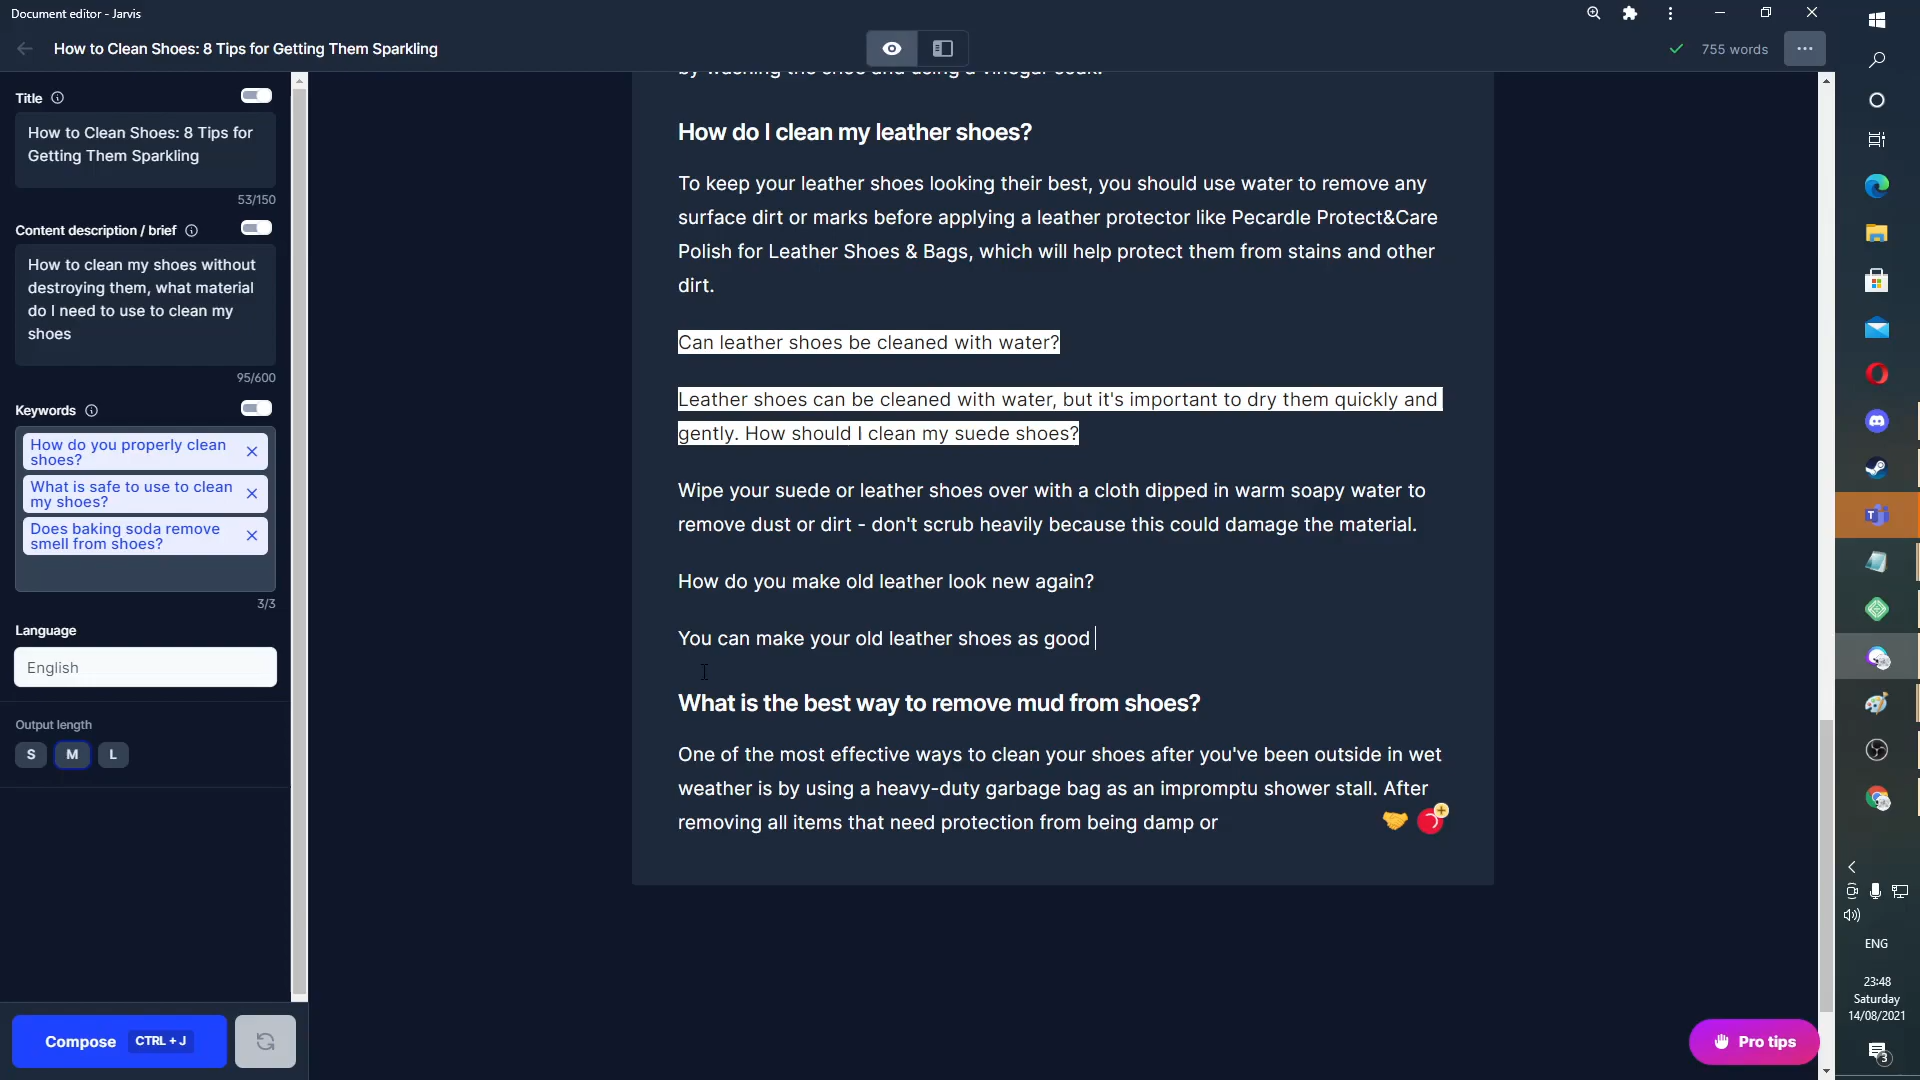 Document editor - Jarvis
How to Clean Shoes: 8 Tips for Getting Them Sparkling
755 words
Title
How to Clean Shoes: 8 Tips for
Getting Them Sparkling
53/150
Content description / brief
How to clean my shoes without
destroying them, what material
do I need to use to clean my
shoes
95/600
Keywords
How do you properly clean
shoes?
What is safe to use to clean
my shoes?
Does baking soda remove
smell from shoes?
3/3
Language
English
Output length
S M L
Compose CTRL + J
by washing the shoe and using a vinegar soak.
How do I clean my leather shoes?
To keep your leather shoes looking their best, you should use water to remove any
surface dirt or marks before applying a leather protector like Pecardle Protect&Care
Polish for Leather Shoes & Bags, which will help protect them from stains and other
dirt.
Can leather shoes be cleaned with water?
Leather shoes can be cleaned with water, but it's important to dry them quickly and
gently. How should I clean my suede shoes?
Wipe your suede or leather shoes over with a cloth dipped in warm soapy water to
remove dust or dirt - don't scrub heavily because this could damage the material.
How do you make old leather look new again?
You can make your old leather shoes as good
What is the best way to remove mud from shoes?
One of the most effective ways to clean your shoes after you've been outside in wet
weather is by using a heavy-duty garbage bag as an impromptu shower stall. After
removing all items that need protection from being damp or
Pro tips
ENG
23:48
Saturday
14/08/2021
3